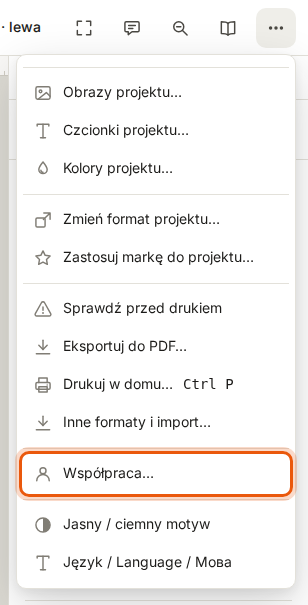 · lewa
Obrazy projektu...
Czcionki projektu...
Kolory projektu...
Zmień format projektu...
Zastosuj markę do projektu...
Sprawdź przed drukiem
Eksportuj do PDF...
Drukuj w domu... Ctrl P
Inne formaty i import...
Współpraca...
Jasny / ciemny motyw
Język / Language / Мова